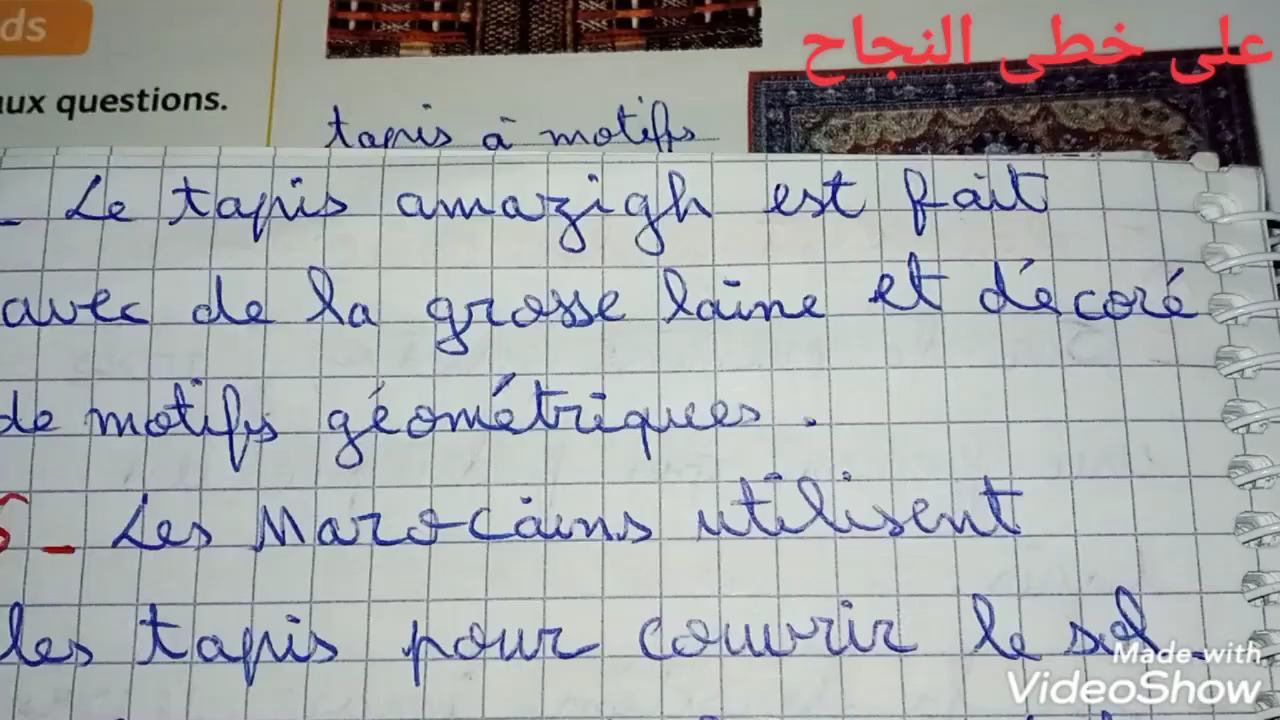 ds
على خطى النجاح
aux questions.
tapis à motifs
- Le tapis amazigh est fait
avec de la grosse laine et décoré
de motifs géométriques.
- Les Marocains utilisent
les tapis pour couvrir le sol
Made with
VideoShow